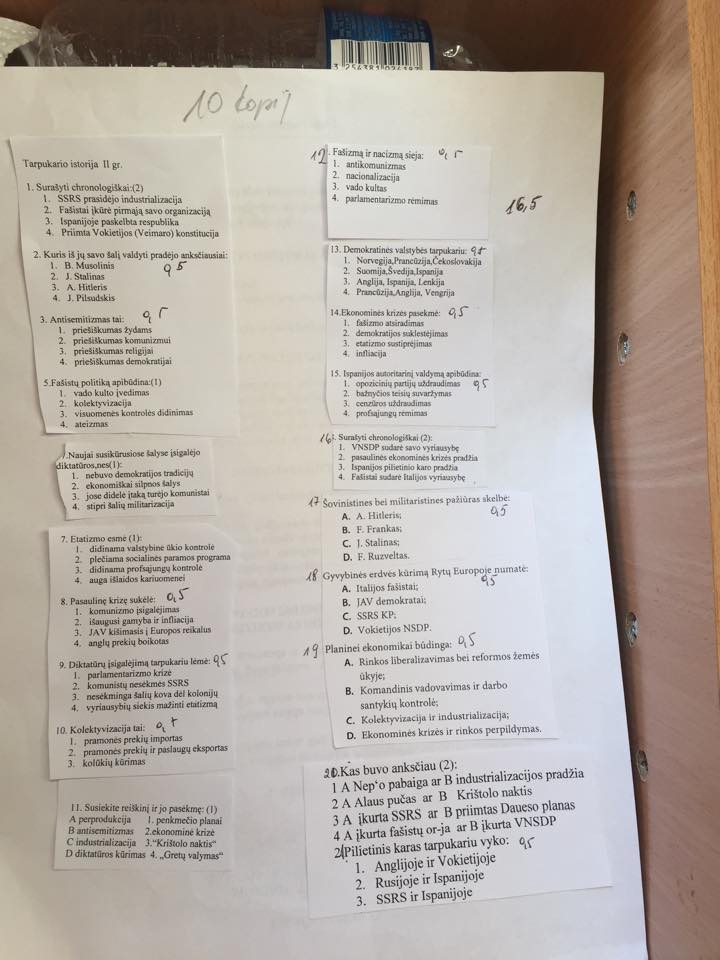 3 254381 024187
10 kopij
Tarpukario istorija II gr.
1. Surašyti chronologiškai:(2)
1. SSRS prasidėjo industrializacija
2. Fašistai įkūrė pirmąją savo organizaciją
3. Ispanijoje paskelbta respublika
4. Priimta Vokietijos (Veimaro) konstitucija
2. Kuris iš jų savo šalį valdyti pradėjo anksčiausiai:
1. B. Musolinis 0,5
2. J. Stalinas
3. A. Hitleris
4. J. Pilsudskis
3. Antisemitizmas tai: 0,5
1. priešiškumas žydams
2. priešiškumas komunizmui
3. priešiškumas religijai
4. priešiškumas demokratijai
5.Fašistų politiką apibūdina:(1)
1. vado kulto įvedimas
2. kolektyvizacija
3. visuomenės kontrolės didinimas
4. ateizmas
.Naujai susikūrusiose šalyse įsigalėjo
diktatūros,nes(1):
1. nebuvo demokratijos tradicijų
2. ekonomiškai silpnos šalys
3. jose didelę įtaką turėjo komunistai
4. stipri šalių militarizacija
7. Etatizmo esmė (1):
1. didinama valstybinė ūkio kontrolė
2. plečiama socialinės paramos programa
3. didinama profsąjungų kontrolė
4. auga išlaidos kariuomenei
8. Pasaulinę krizę sukėlė: 0,5
1. komunizmo įsigalėjimas
2. išaugusi gamyba ir infliacija
3. JAV kišimasis į Europos reikalus
4. anglų prekių boikotas
9. Diktatūrų įsigalėjimą tarpukariu lėmė: 0,5
1. parlamentarizmo krizė
2. komunistų nesėkmės SSRS
3. nesėkminga šalių kova dėl kolonijų
4. vyriausybių siekis mažinti etatizmą
10. Kolektyvizacija tai: 0,5
1. pramonės prekių importas
2. pramonės prekių ir paslaugų eksportas
3. kolūkių kūrimas
11. Susiekite reiškinį ir jo pasekmę: (1)
A perprodukcija 1. penkmečio planai
B antisemitizmas 2.ekonominė krizė
C industrializacija 3."Krištolo naktis"
D diktatūros kūrimas 4. „Gretų valymas“
12. Fašizmą ir nacizmą sieja: 0,5
1. antikomunizmas
2. nacionalizacija
3. vado kultas
4. parlamentarizmo rėmimas
16,5
13. Demokratinės valstybės tarpukariu: 0,5
1. Norvegija,Prancūzija,Čekoslovakija
2. Suomija,Švedija,Ispanija
3. Anglija, Ispanija, Lenkija
4. Prancūzija,Anglija, Vengrija
14.Ekonominės krizės pasekmė: 0,5
1. fašizmo atsiradimas
2. demokratijos suklestėjimas
3. etatizmo sustiprėjimas
4. infliacija
15. Ispanijos autoritarinį valdymą apibūdina:
1. opozicinių partijų uždraudimas 0,5
2. bažnyčios teisių suvaržymas
3. cenzūros uždraudimas
4. profsąjungų rėmimas
16. Surašyti chronologiškai (2):
1. VNSDP sudarė savo vyriausybę
2. pasaulinės ekonominės krizės pradžia
3. Ispanijos pilietinio karo pradžia
4. Fašistai sudarė Italijos vyriausybę
17 Šovinistines bei militaristines pažiūras skelbė:
A. A. Hitleris; 0,5
B. F. Frankas;
C. J. Stalinas;
D. F. Ruzveltas.
18 Gyvybinės erdvės kūrimą Rytų Europoje numatė:
A. Italijos fašistai; 0,5
B. JAV demokratai;
C. SSRS KP;
D. Vokietijos NSDP.
19 Planinei ekonomikai būdinga: 0,5
A. Rinkos liberalizavimas bei reformos žemės
ūkyje;
B. Komandinis vadovavimas ir darbo
santykių kontrolė;
C. Kolektyvizacija ir industrializacija;
D. Ekonominės krizės ir rinkos perpildymas.
20.Kas buvo anksčiau (2):
1 A Nep‘o pabaiga ar B industrializacijos pradžia
2 A Alaus pučas ar B Krištolo naktis
3 A įkurta SSRS ar B priimtas Daueso planas
4 A įkurta fašistų or-ja ar B įkurta VNSDP
21Pilietinis karas tarpukariu vyko: 0,5
1. Anglijoje ir Vokietijoje
2. Rusijoje ir Ispanijoje
3. SSRS ir Ispanijoje